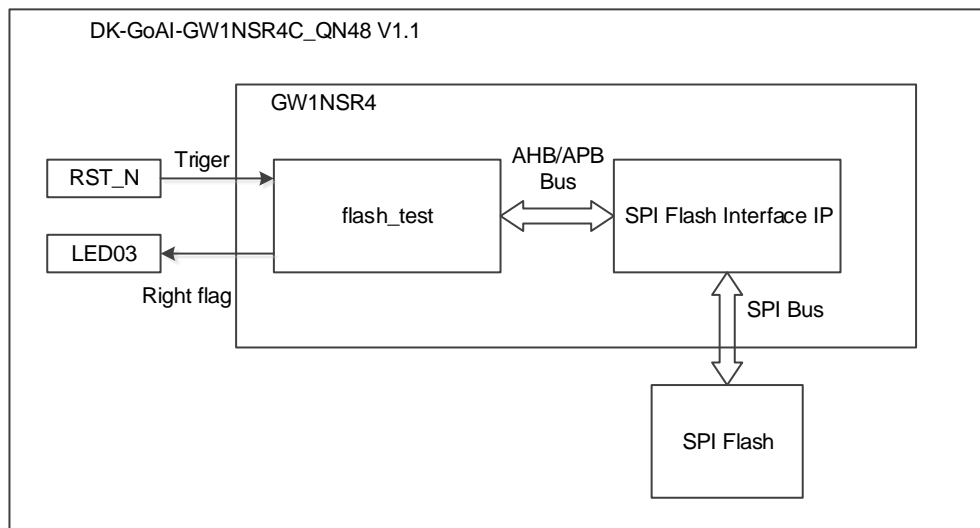 DK-GoAI-GW1NSR4C_QN48 V1.1
GW1NSR4
Triger
RST_N
flash_test
AHB/APB
Bus
SPI Flash Interface IP
LED03
Right flag
SPI Bus
SPI Flash